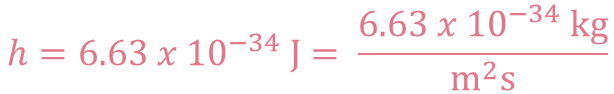 h = 6.63 x 10⁻³⁴ J = 6.63 x 10⁻³⁴ kg / m²s